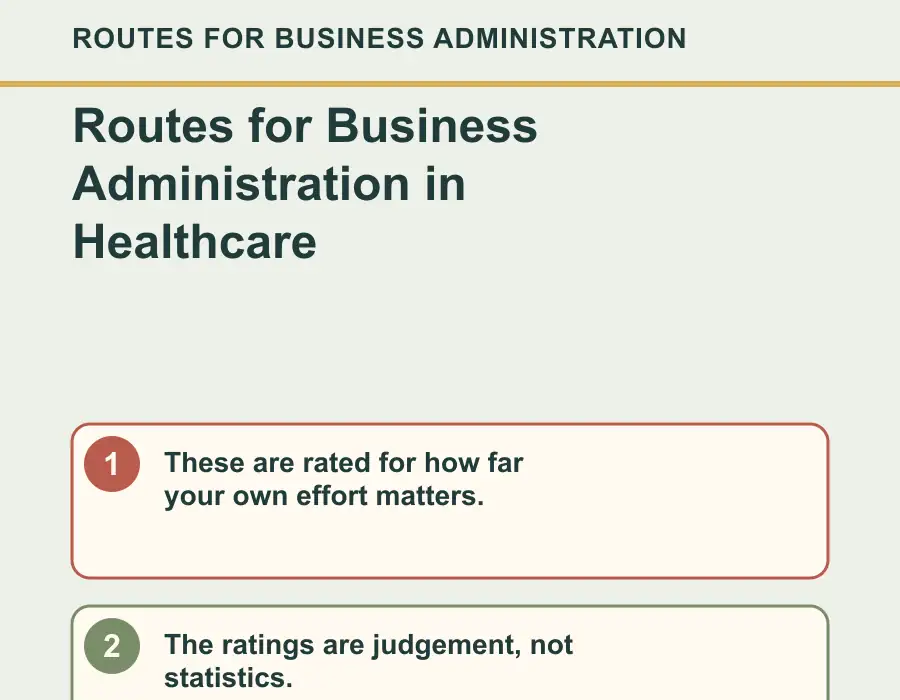 ROUTES FOR BUSINESS ADMINISTRATION
Routes for Business
Administration in
Healthcare
1
These are rated for how far
your own effort matters.
2
The ratings are judgement, not
statistics.